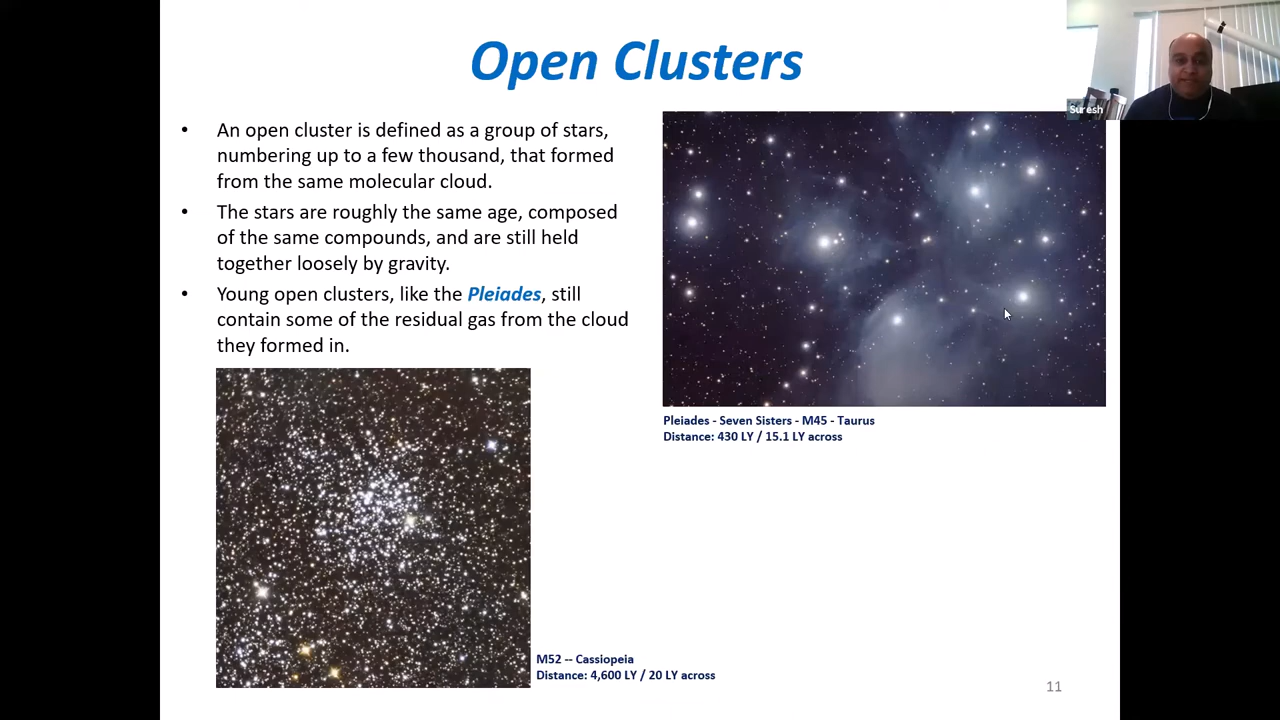 Open Clusters
Suresh
• An open cluster is defined as a group of stars,
numbering up to a few thousand, that formed
from the same molecular cloud.
• The stars are roughly the same age, composed
of the same compounds, and are still held
together loosely by gravity.
• Young open clusters, like the Pleiades, still
contain some of the residual gas from the cloud
they formed in.
Pleiades - Seven Sisters - M45 - Taurus
Distance: 430 LY / 15.1 LY across
M52 -- Cassiopeia
Distance: 4,600 LY / 20 LY across
11